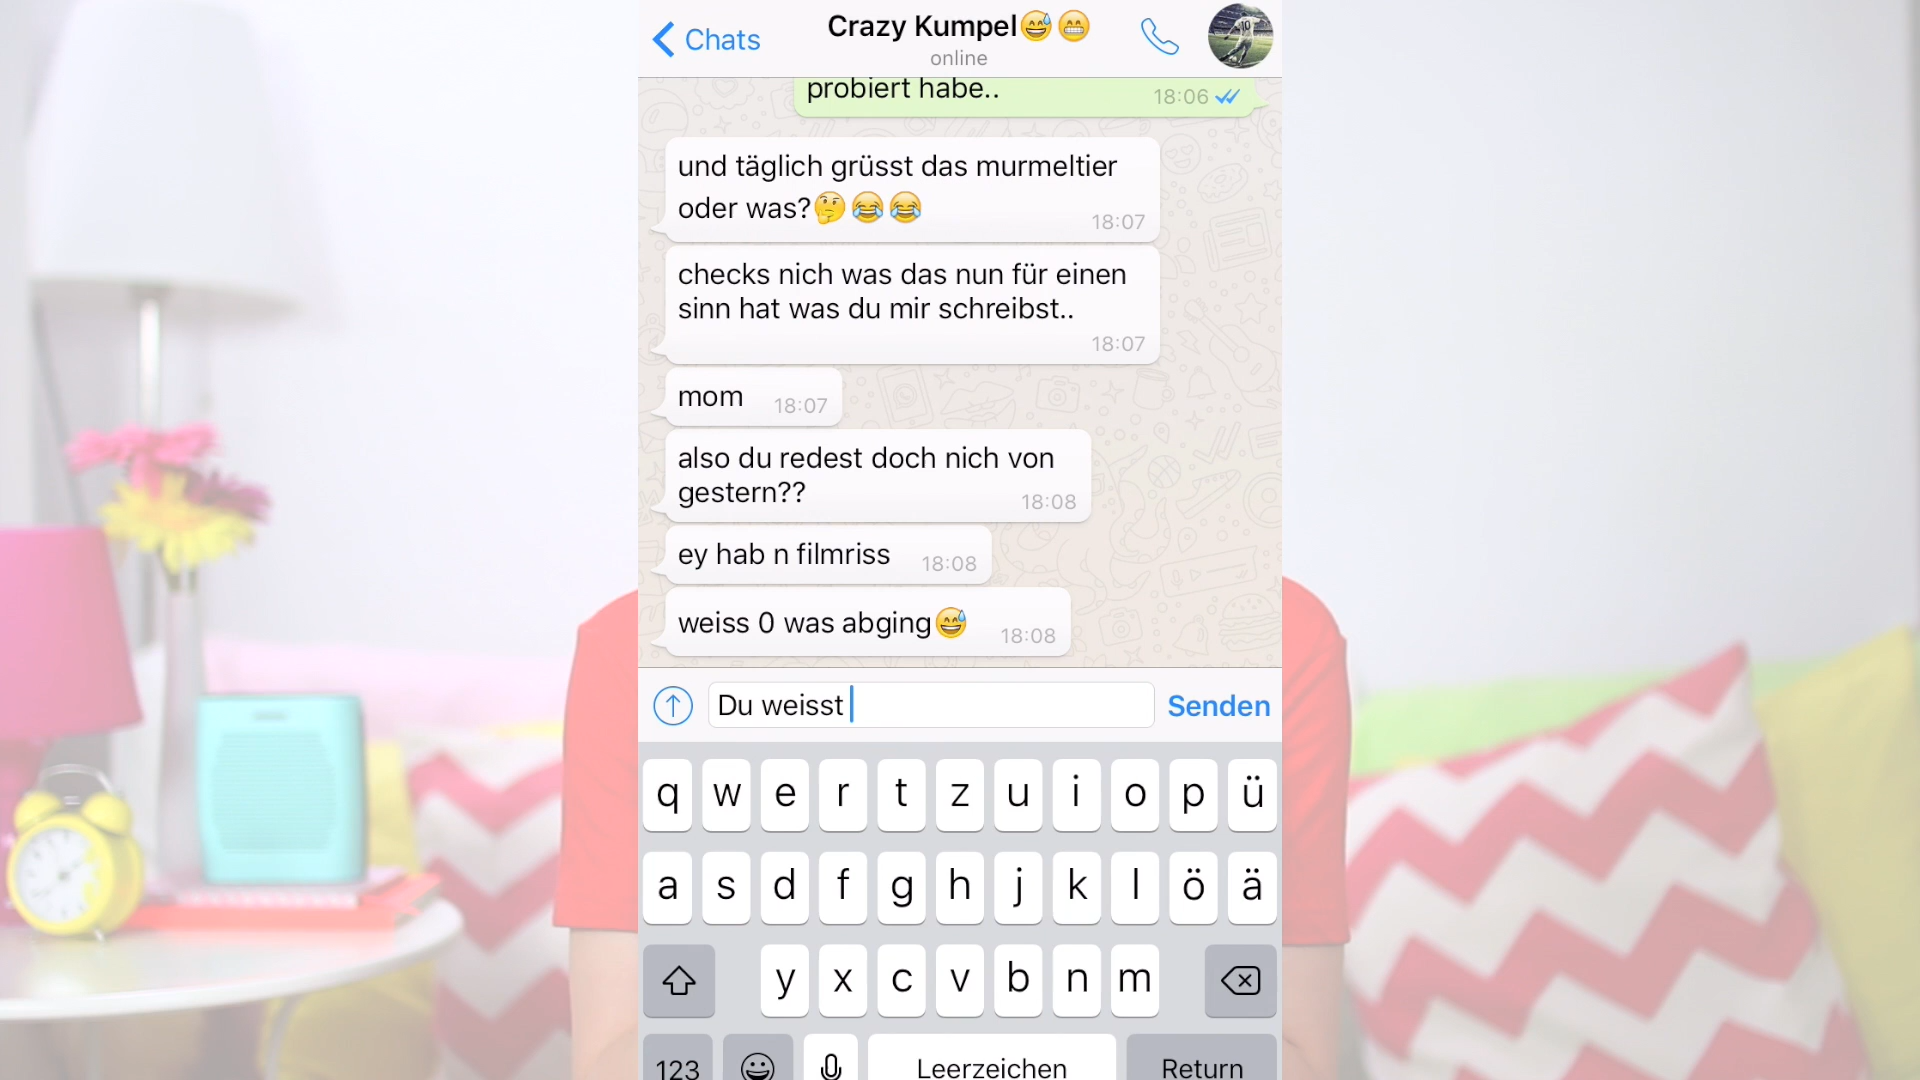 Chats
Crazy Kumpel😅😁
online
probiert habe..
18:06
und täglich grüsst das murmeltier
oder was?🤔😂😂
18:07
checks nich was das nun für einen
sinn hat was du mir schreibst..
18:07
mom 18:07
also du redest doch nich von
gestern??
18:08
ey hab n filmriss 18:08
weiss 0 was abging😅 18:08
Du weisst
Senden
q w e r t z u i o p ü
a s d f g h j k l ö ä
y x c v b n m
123 Leerzeichen Return